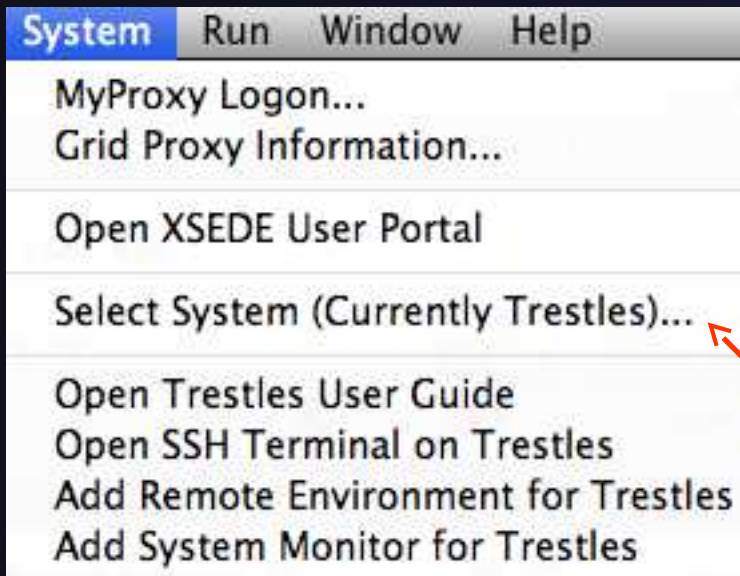 System Run Window Help
MyProxy Logon...
Grid Proxy Information...
Open XSEDE User Portal
Select System (Currently Trestles)...
Open Trestles User Guide
Open SSH Terminal on Trestles
Add Remote Environment for Trestles
Add System Monitor for Trestles